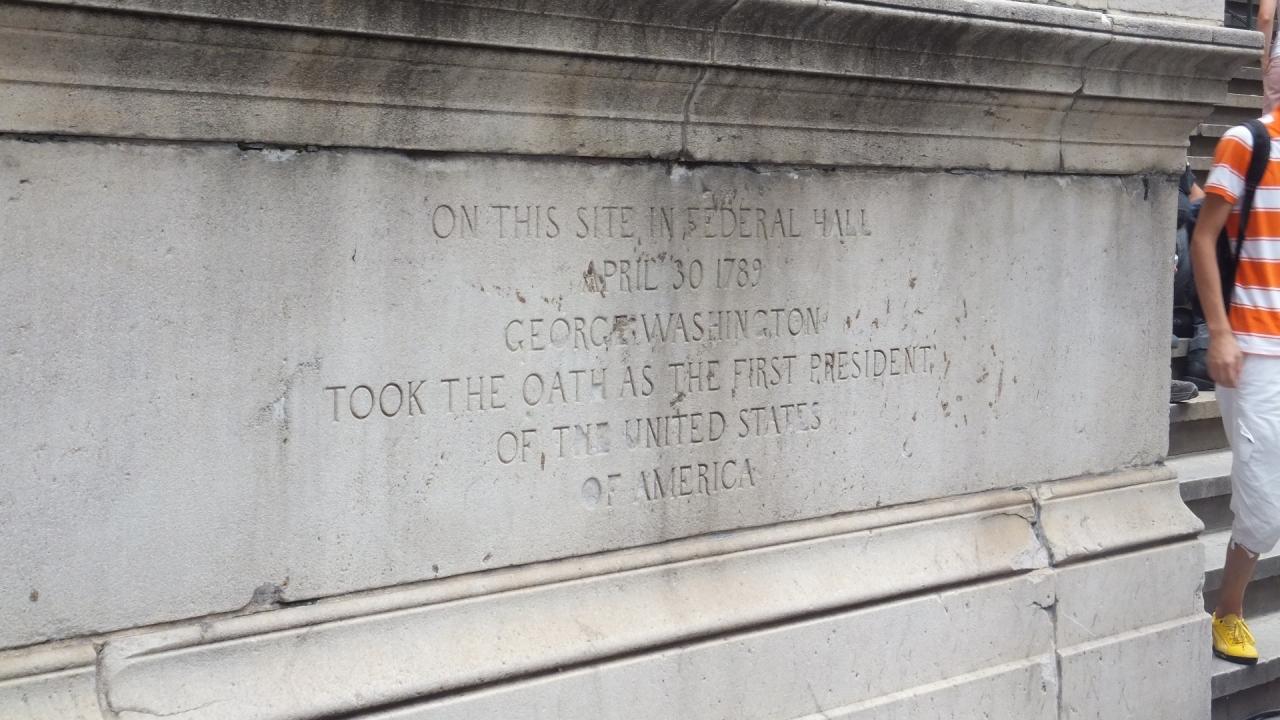 ON THIS SITE IN FEDERAL HALL
APRIL 30 1789
GEORGE WASHINGTON
TOOK THE OATH AS THE FIRST PRESIDENT
OF THE UNITED STATES
OF AMERICA